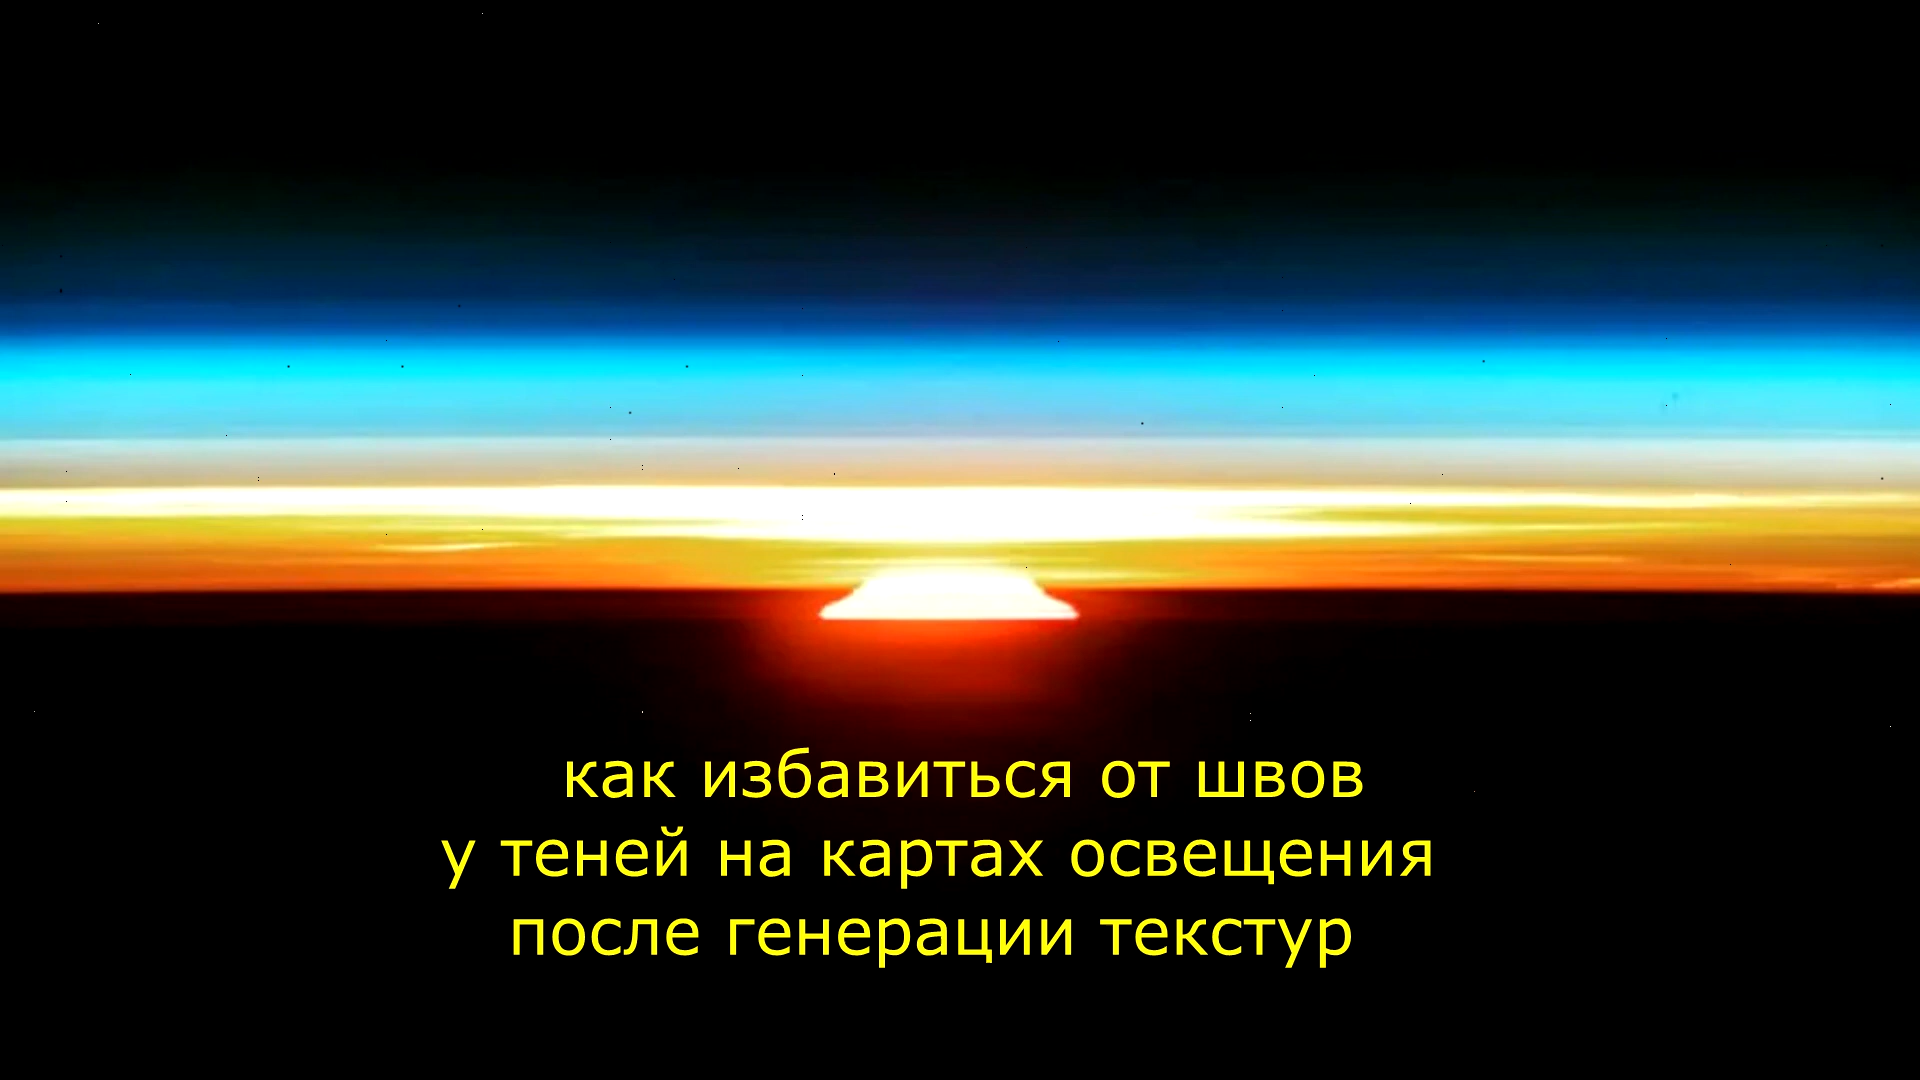 как избавиться от швов
у теней на картах освещения
после генерации текстур